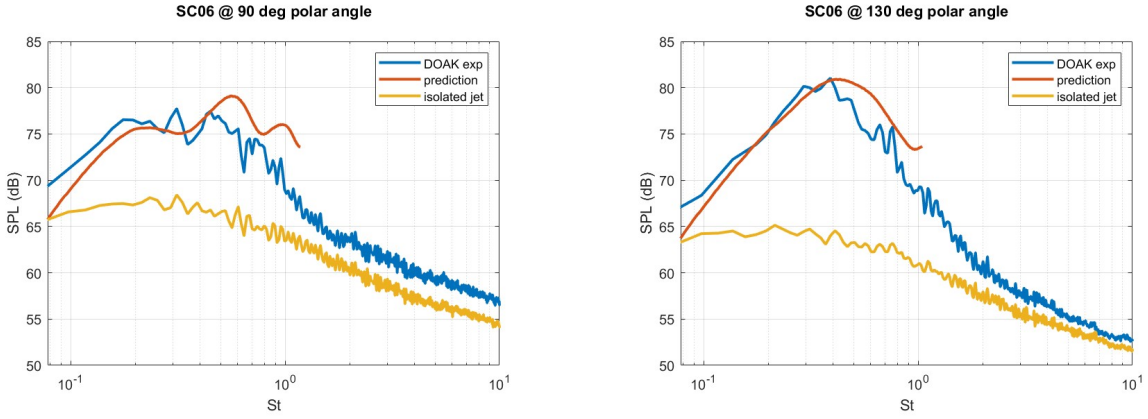 SC06 @ 90 deg polar angle
85
80
75
70
65
60
55
50
SPL (dB)
10-1
100
101
St
DOAK exp
prediction
isolated jet
SC06 @ 130 deg polar angle
85
80
75
70
65
60
55
50
SPL (dB)
10-1
100
101
St
DOAK exp
prediction
isolated jet